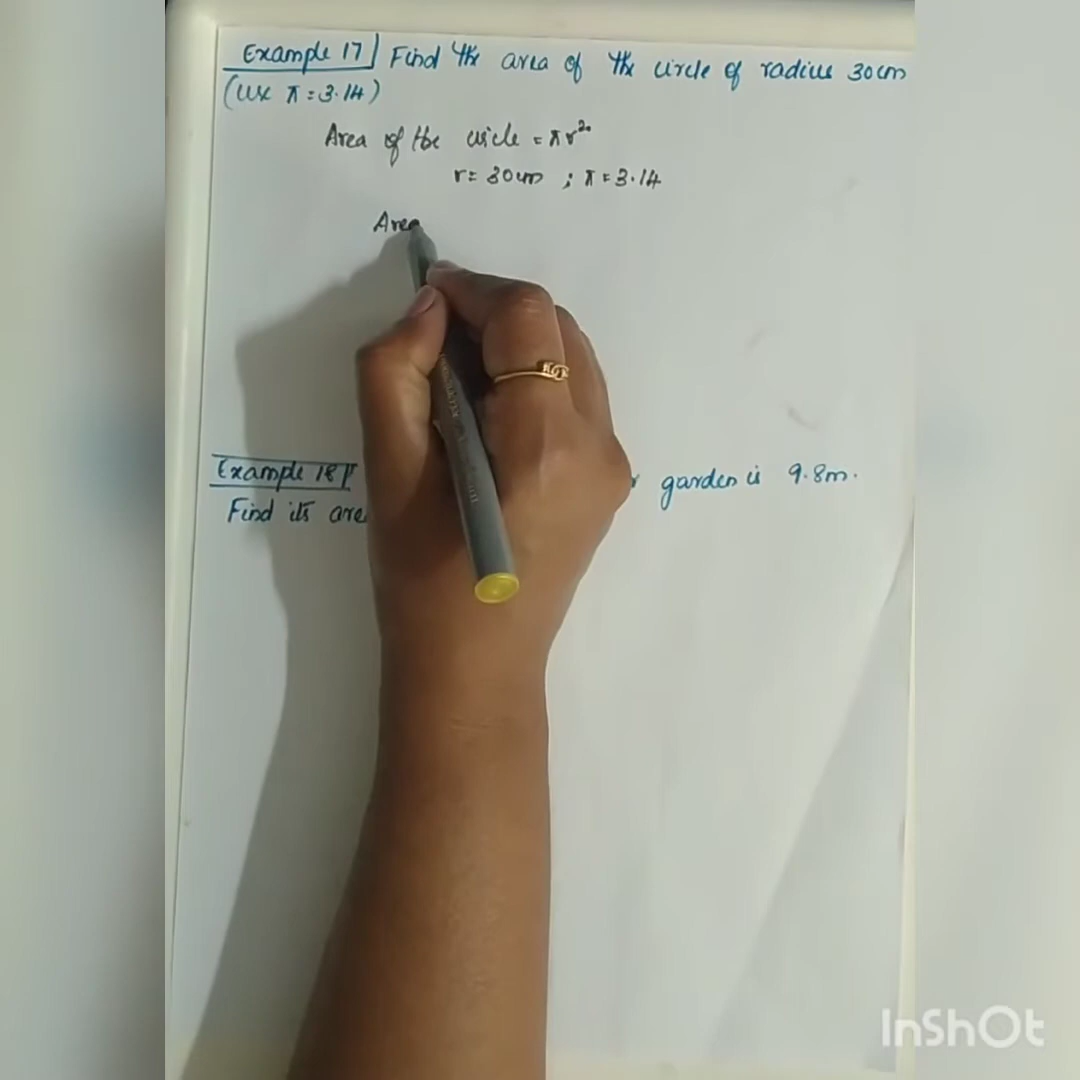 Example 17 Find the area of the circle of radius 30cm
(use π = 3.14)
Area of the circle = πr²
r = 30cm ; π = 3.14
Area
Example 18 garden is 9.8m.
Find its area
InShOt